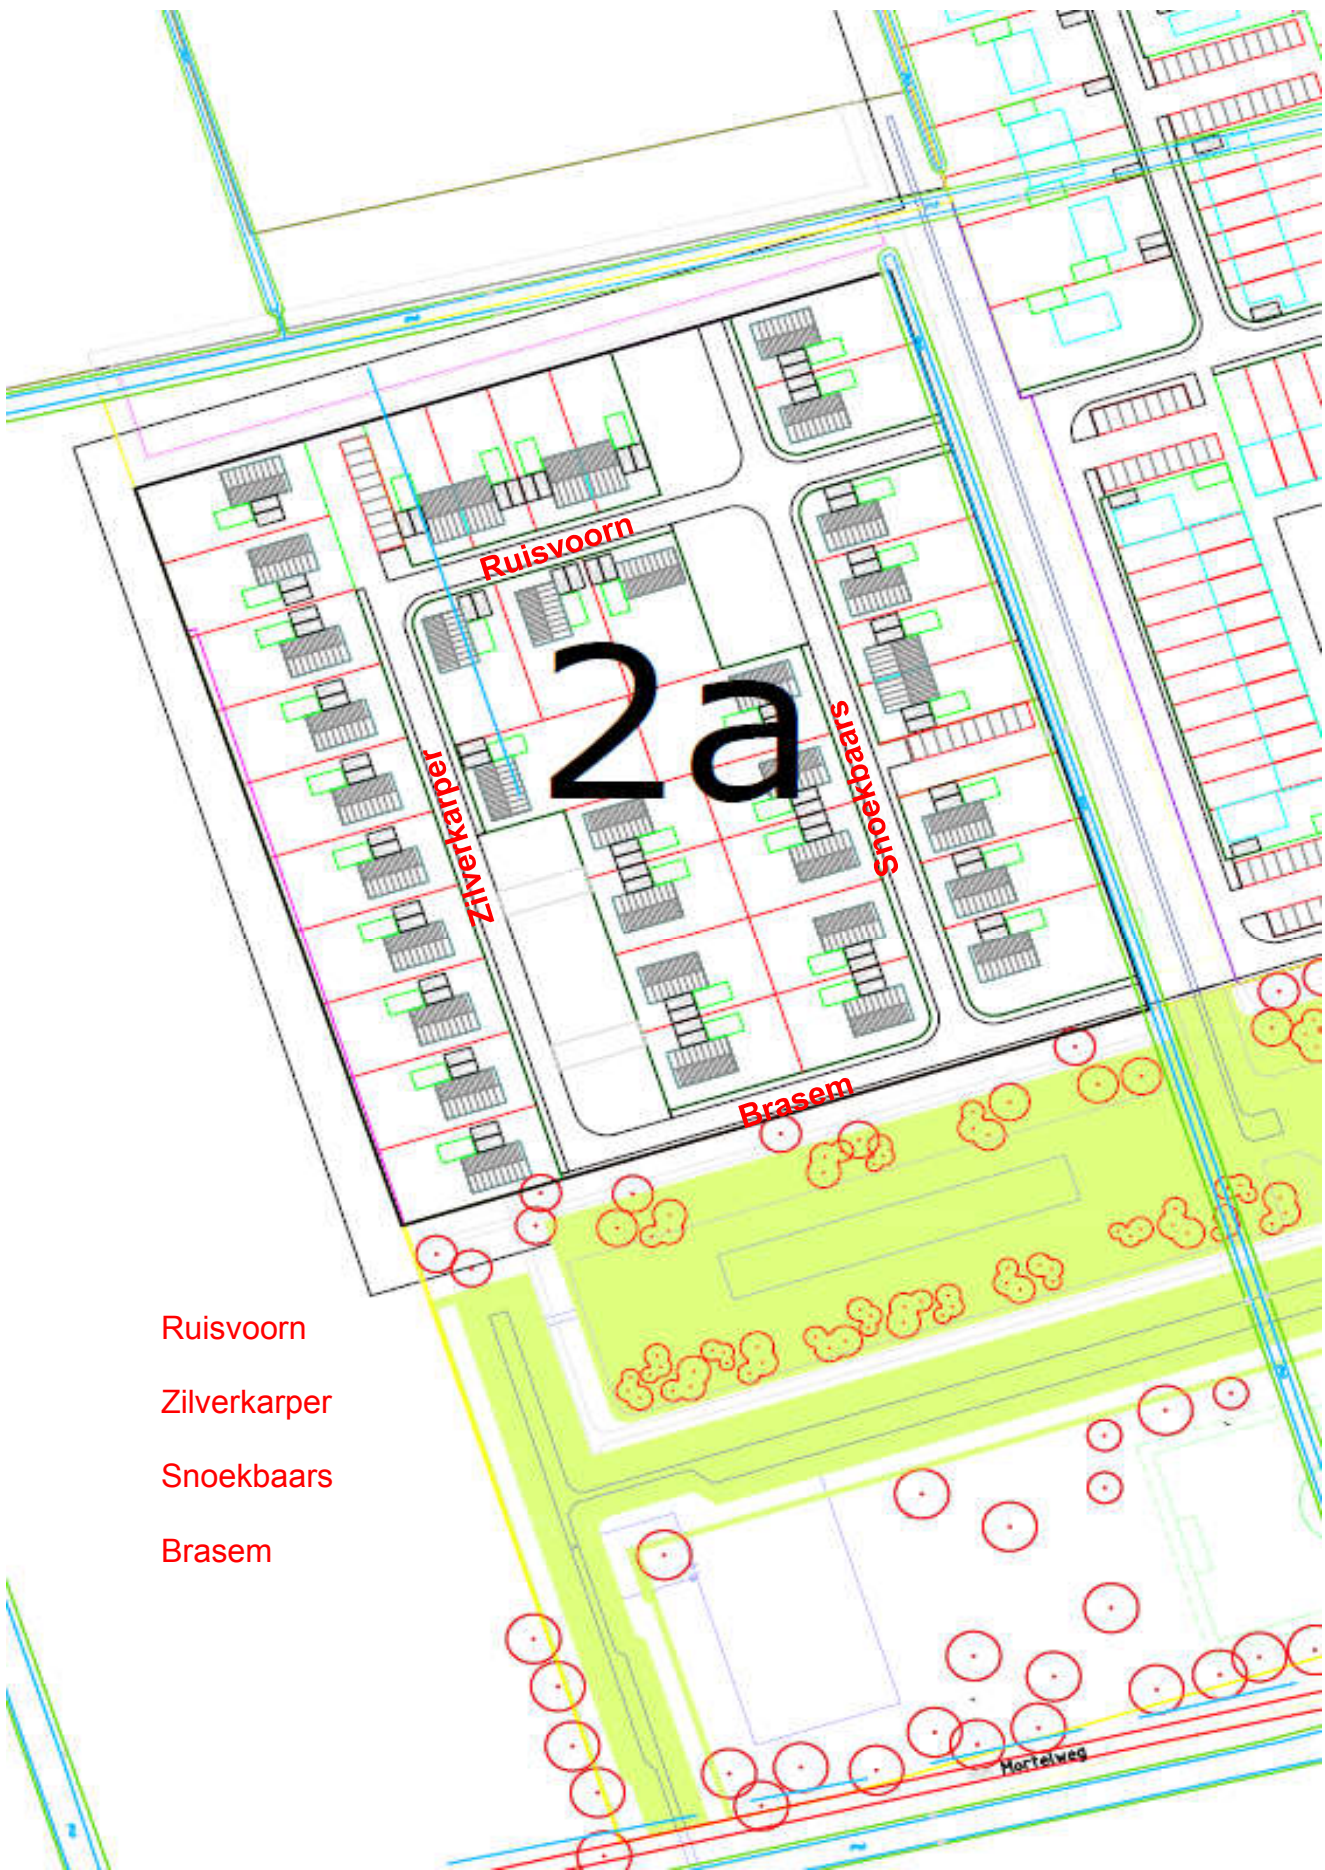 Ruisvoorn
2a
Snoekbaars
Zilverkarper
Brasem
Ruisvoorn
Zilverkarper
Snoekbaars
Brasem
Mortelweg